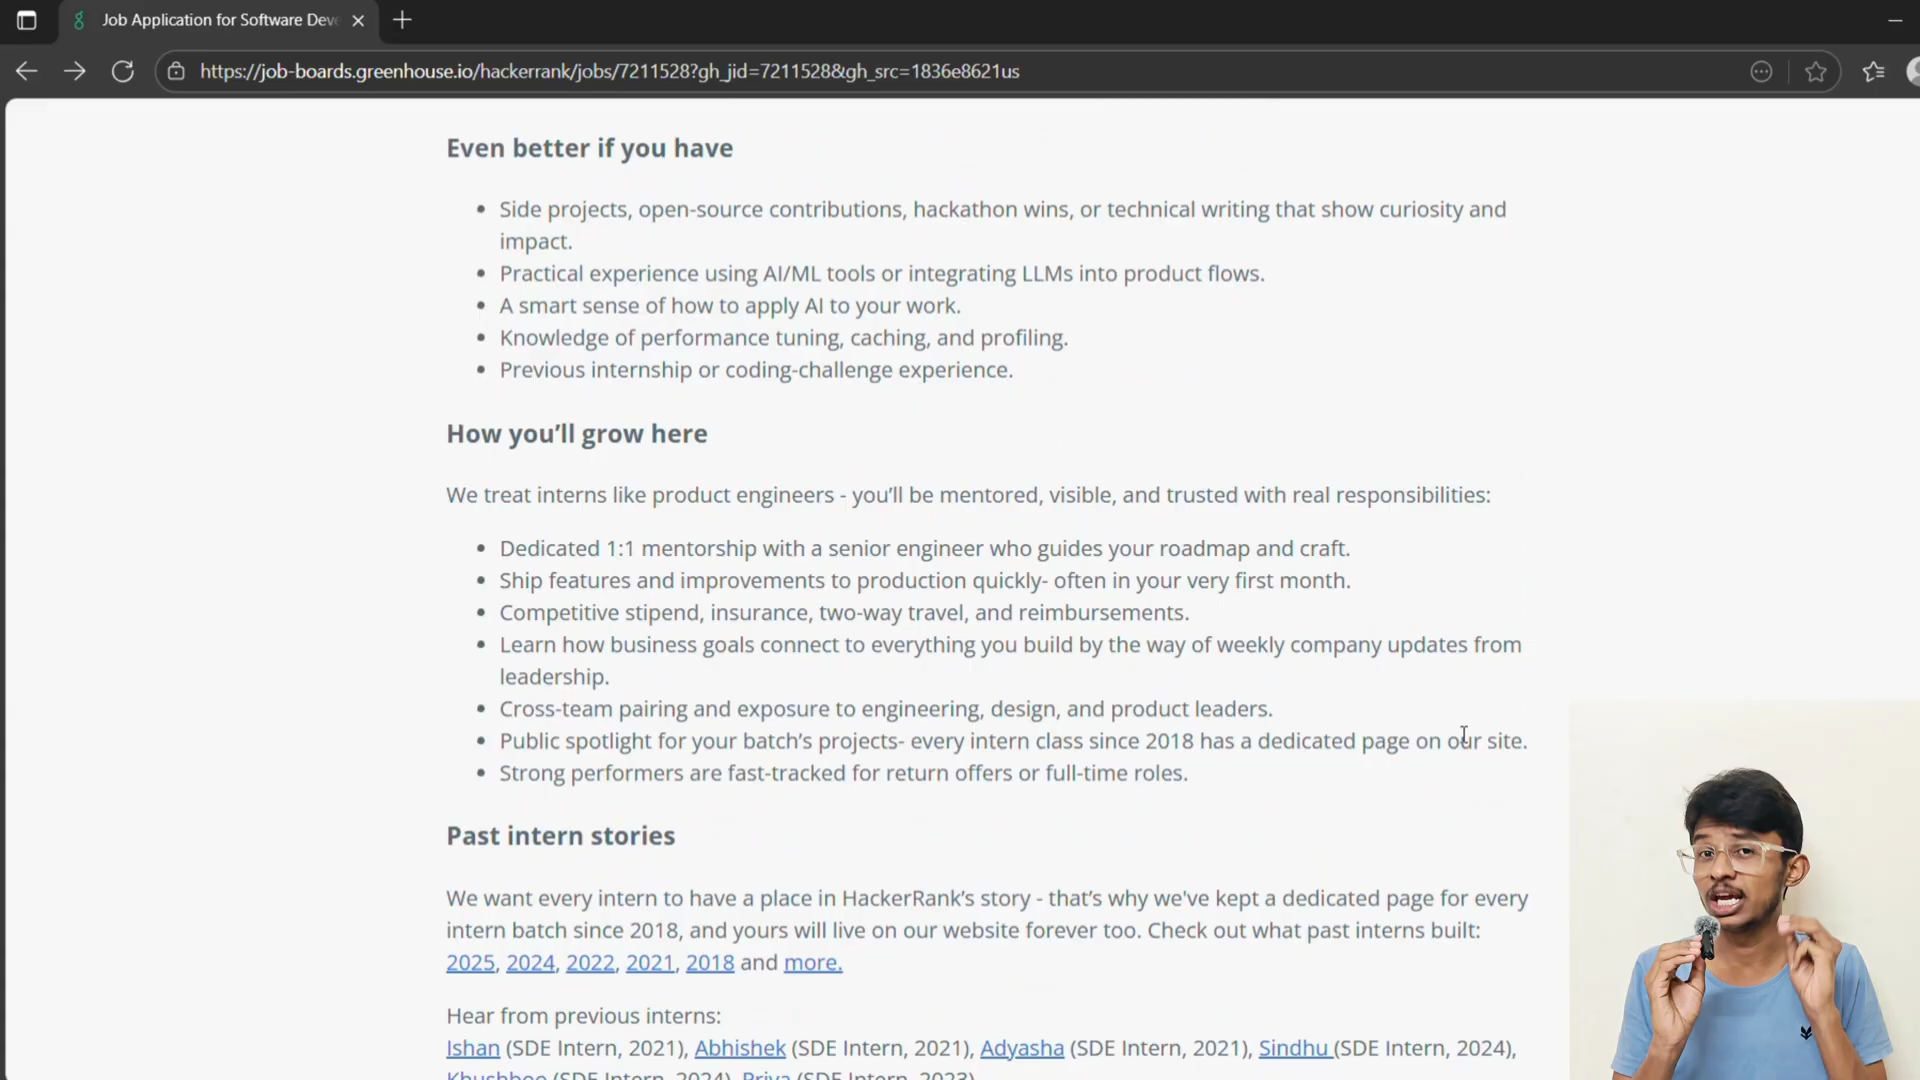 Job Application for Software Deve
https://job-boards.greenhouse.io/hackerrank/jobs/7211528?gh_jid=7211528&gh_src=1836e8621us
Even better if you have
• Side projects, open-source contributions, hackathon wins, or technical writing that show curiosity and
impact.
• Practical experience using AI/ML tools or integrating LLMs into product flows.
• A smart sense of how to apply AI to your work.
• Knowledge of performance tuning, caching, and profiling.
• Previous internship or coding-challenge experience.
How you’ll grow here
We treat interns like product engineers - you’ll be mentored, visible, and trusted with real responsibilities:
• Dedicated 1:1 mentorship with a senior engineer who guides your roadmap and craft.
• Ship features and improvements to production quickly- often in your very first month.
• Competitive stipend, insurance, two-way travel, and reimbursements.
• Learn how business goals connect to everything you build by the way of weekly company updates from
leadership.
• Cross-team pairing and exposure to engineering, design, and product leaders.
• Public spotlight for your batch’s projects- every intern class since 2018 has a dedicated page on our site.
• Strong performers are fast-tracked for return offers or full-time roles.
Past intern stories
We want every intern to have a place in HackerRank’s story - that’s why we've kept a dedicated page for every
intern batch since 2018, and yours will live on our website forever too. Check out what past interns built:
2025, 2024, 2022, 2021, 2018 and more.
Hear from previous interns:
Ishan (SDE Intern, 2021), Abhishek (SDE Intern, 2021), Adyasha (SDE Intern, 2021), Sindhu (SDE Intern, 2024),
Khushboo (SDE Intern, 2024), Priya (SDE Intern, 2023)